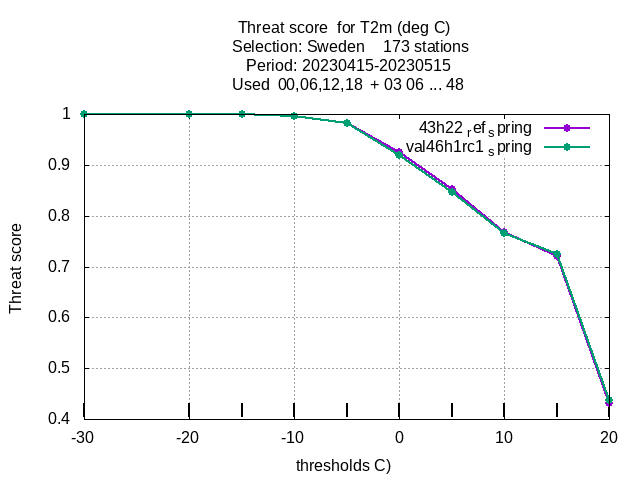 Threat score for T2m (deg C)
Selection: Sweden 173 stations
Period: 20230415-20230515
Used 00,06,12,18 + 03 06 ... 48
1
43h22 ref spring
val46h1rc1 spring
0.9
0.8
0.7
0.6
0.5
0.4
Threat score
-30 -20 -10 0 10 20
thresholds C)